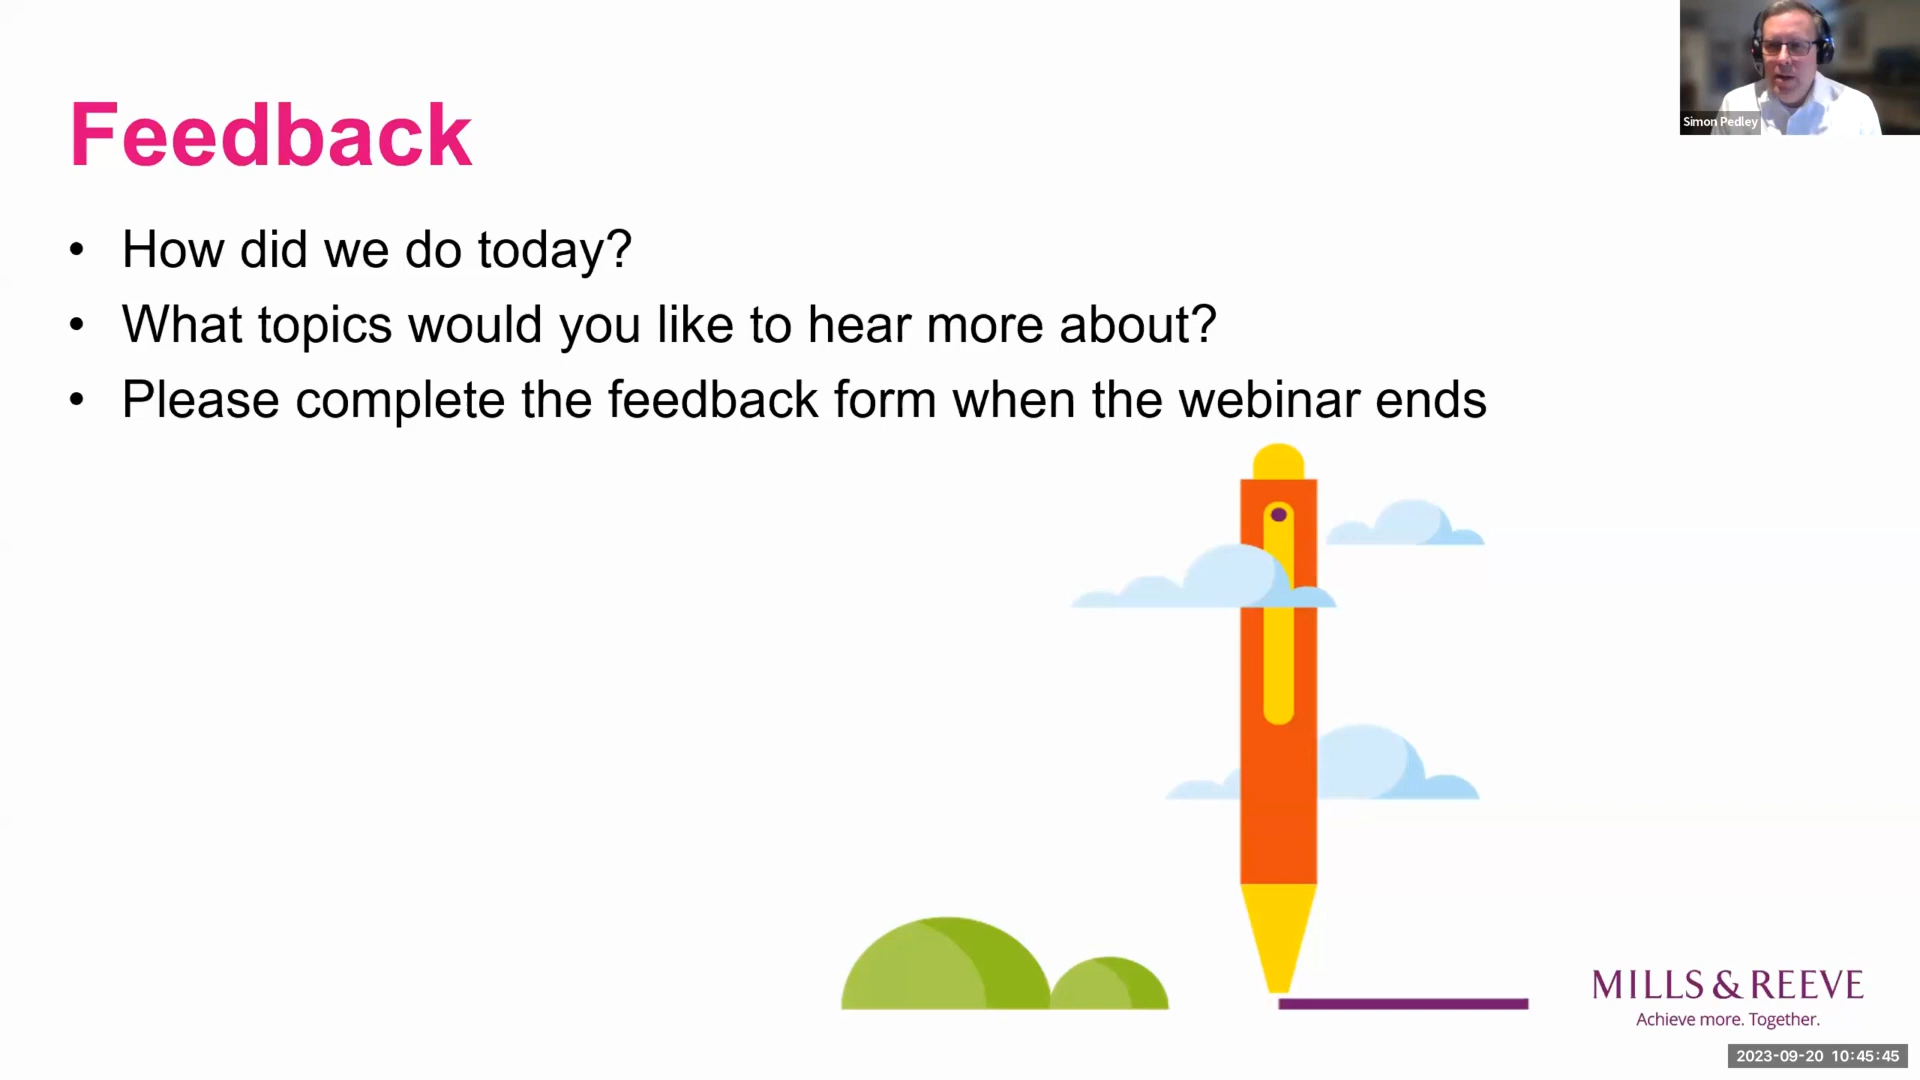 Simon Pedley
Feedback
• How did we do today?
• What topics would you like to hear more about?
• Please complete the feedback form when the webinar ends
MILLS & REEVE
Achieve more. Together.
2023-09-20 10:45:45